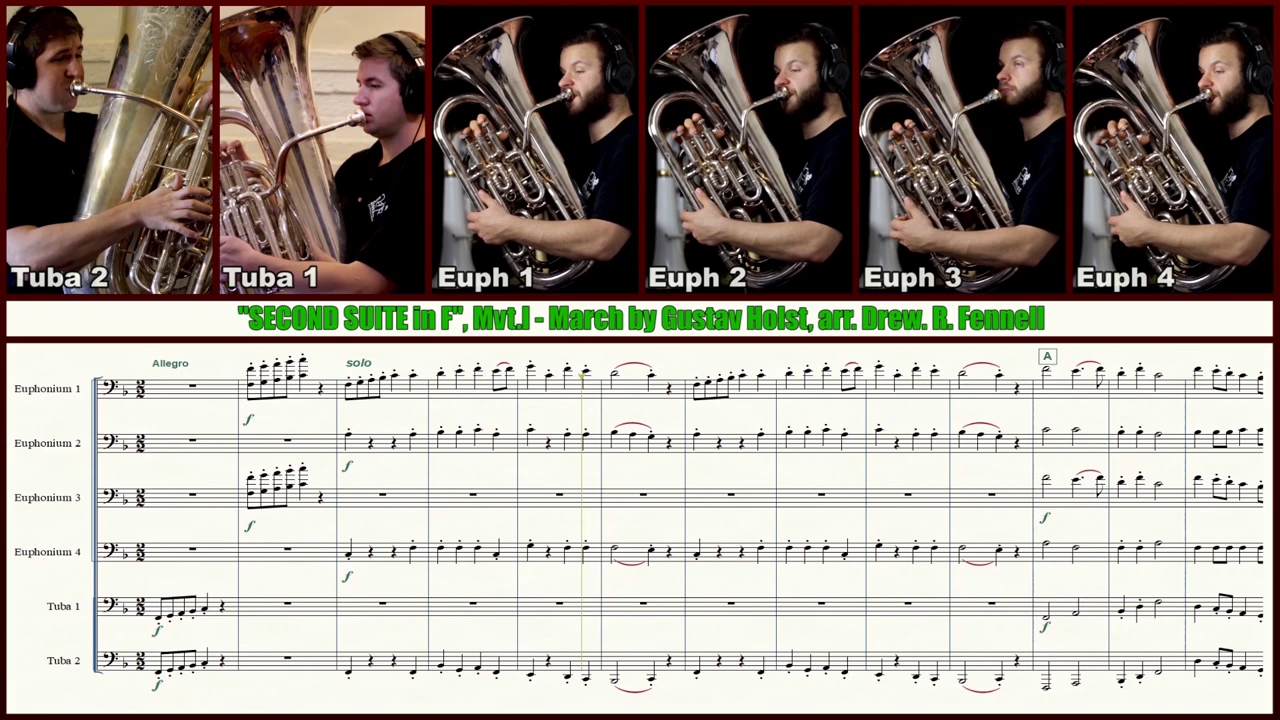 Tuba 2
Tuba 1
Euph 1
Euph 2
Euph 3
Euph 4
"SECOND SUITE in F", Mvt.I - March by Gustav Holst, arr. Drew. R. Fennell
Allegro
solo
A
Euphonium 1
f
Euphonium 2
f
Euphonium 3
f
f
Euphonium 4
f
Tuba 1
f
f
Tuba 2
f